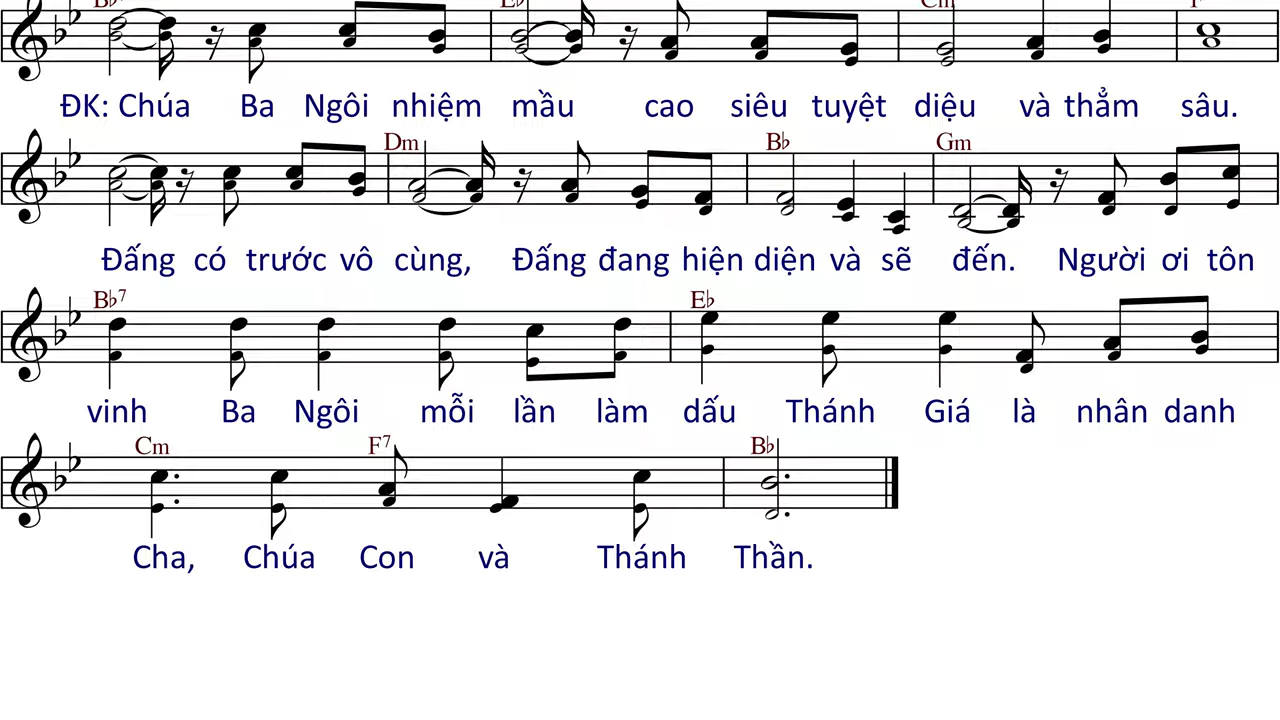 B♭7 E♭ Cm F
ĐK: Chúa Ba Ngôi nhiệm mầu cao siêu tuyệt diệu và thẳm sâu.
Dm B♭ Gm
Đấng có trước vô cùng, Đấng đang hiện diện và sẽ đến. Người ơi tôn
B♭7 E♭
vinh Ba Ngôi mỗi lần làm dấu Thánh Giá là nhân danh
Cm F7 B♭
Cha, Chúa Con và Thánh Thần.